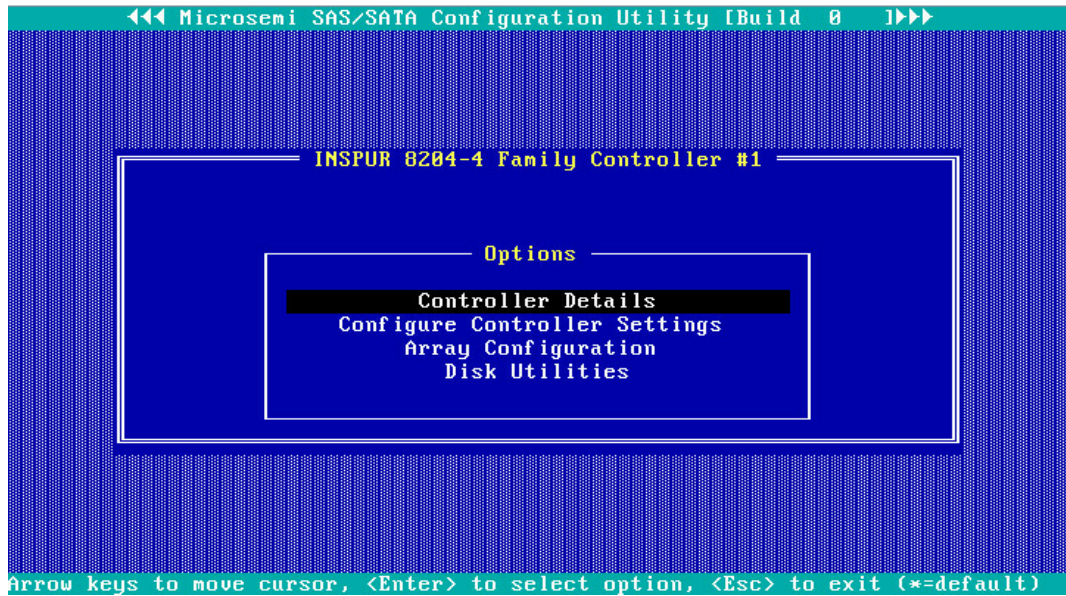 Microsemi SAS/SATA Configuration Utility [Build 0 ]
INSPUR 8204-4 Family Controller #1
Options
Controller Details
Configure Controller Settings
Array Configuration
Disk Utilities
Arrow keys to move cursor, <Enter> to select option, <Esc> to exit (*=default)